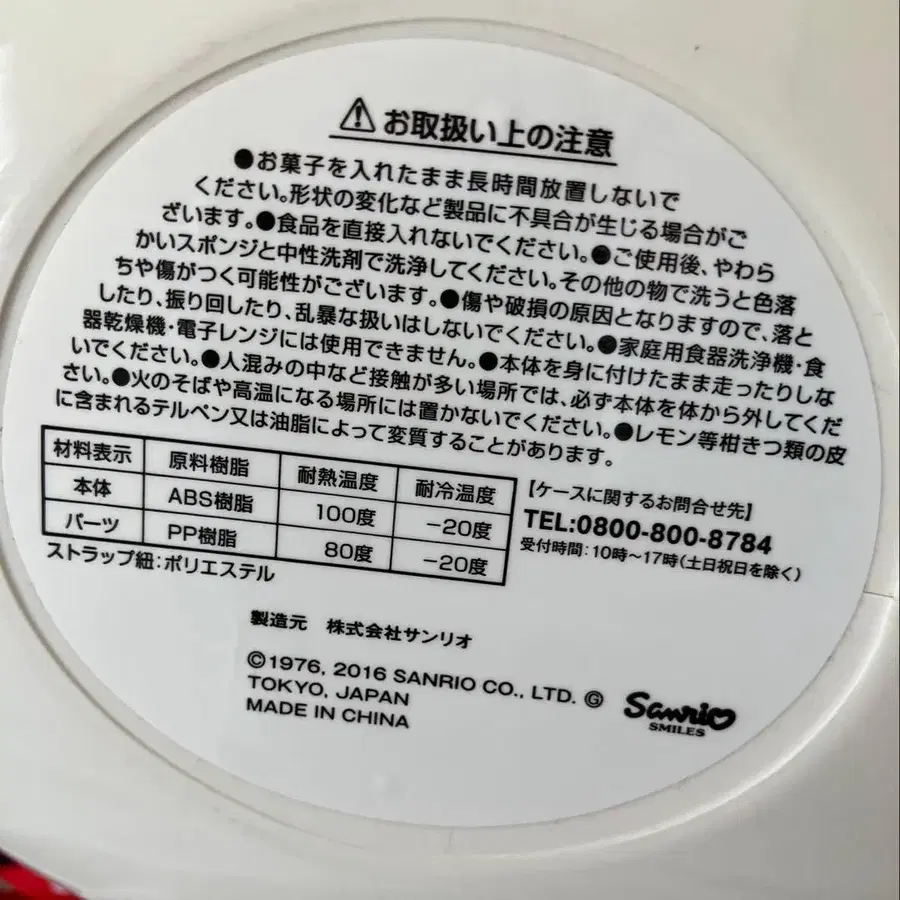 ⚠お取扱い上の注意
●お菓子を入れたまま長時間放置しないで
ください。形状の変化など製品に不具合が生じる場合がご
ざいます。●食品を直接入れないでください。●ご使用後、やわら
かいスポンジと中性洗剤で洗浄してください。その他の物で洗うと色落
ちや傷がつく可能性がございます。●傷や破損の原因となりますので、落と
したり、振り回したり、乱暴な扱いはしないでください。●家庭用食器洗浄機・食
器乾燥機・電子レンジには使用できません。●本体を身に付けたまま走ったりしな
いでください。●人混みの中など接触が多い場所では、必ず本体を体から外してくだ
さい。●火のそばや高温になる場所には置かないでください。●レモン等柑きつ類の皮
に含まれるテルペン又は油脂によって変質することがあります。
材料表示 原料樹脂 耐熱温度 耐冷温度
本体 ABS樹脂 100度 −20度
パーツ PP樹脂 80度 −20度
ストラップ紐：ポリエステル
【ケースに関するお問合せ先】
TEL:0800-800-8784
受付時間：10時〜17時（土日祝日を除く）
製造元 株式会社サンリオ
©1976, 2016 SANRIO CO., LTD. Ⓖ
TOKYO, JAPAN
MADE IN CHINA
Sanrio
SMILES